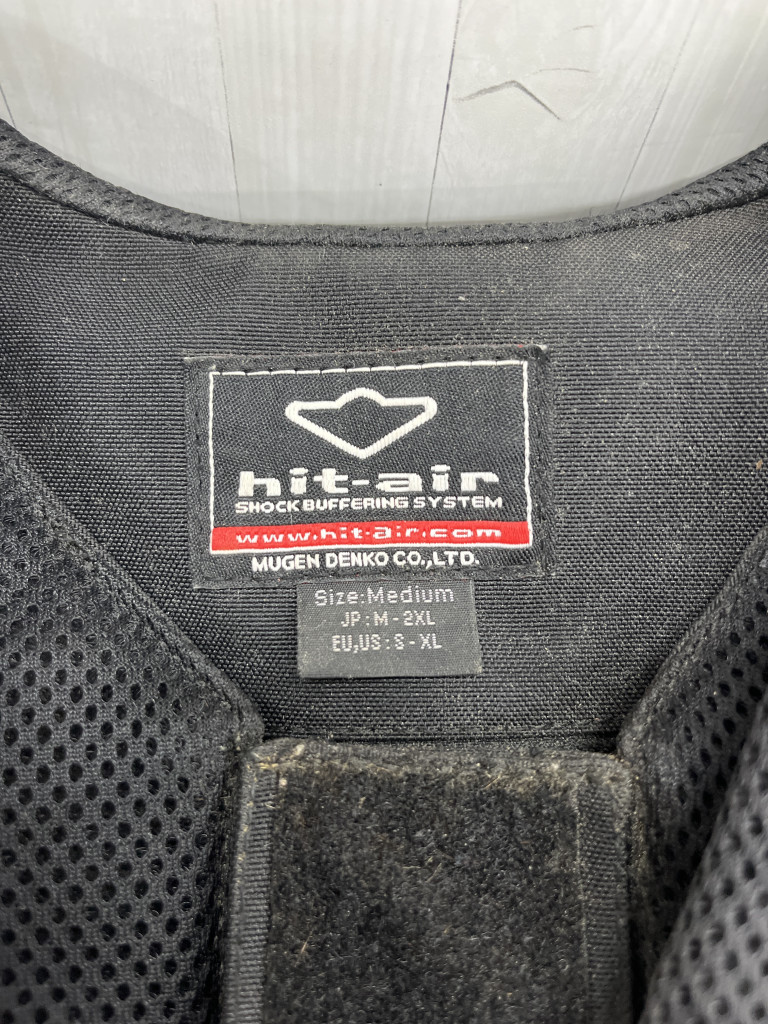 hit-air
SHOCK BUFFERING SYSTEM
www.hit-air.com
MUGEN DENKO CO.,LTD.
Size:Medium
JP:M-2XL
EU,US:S-XL